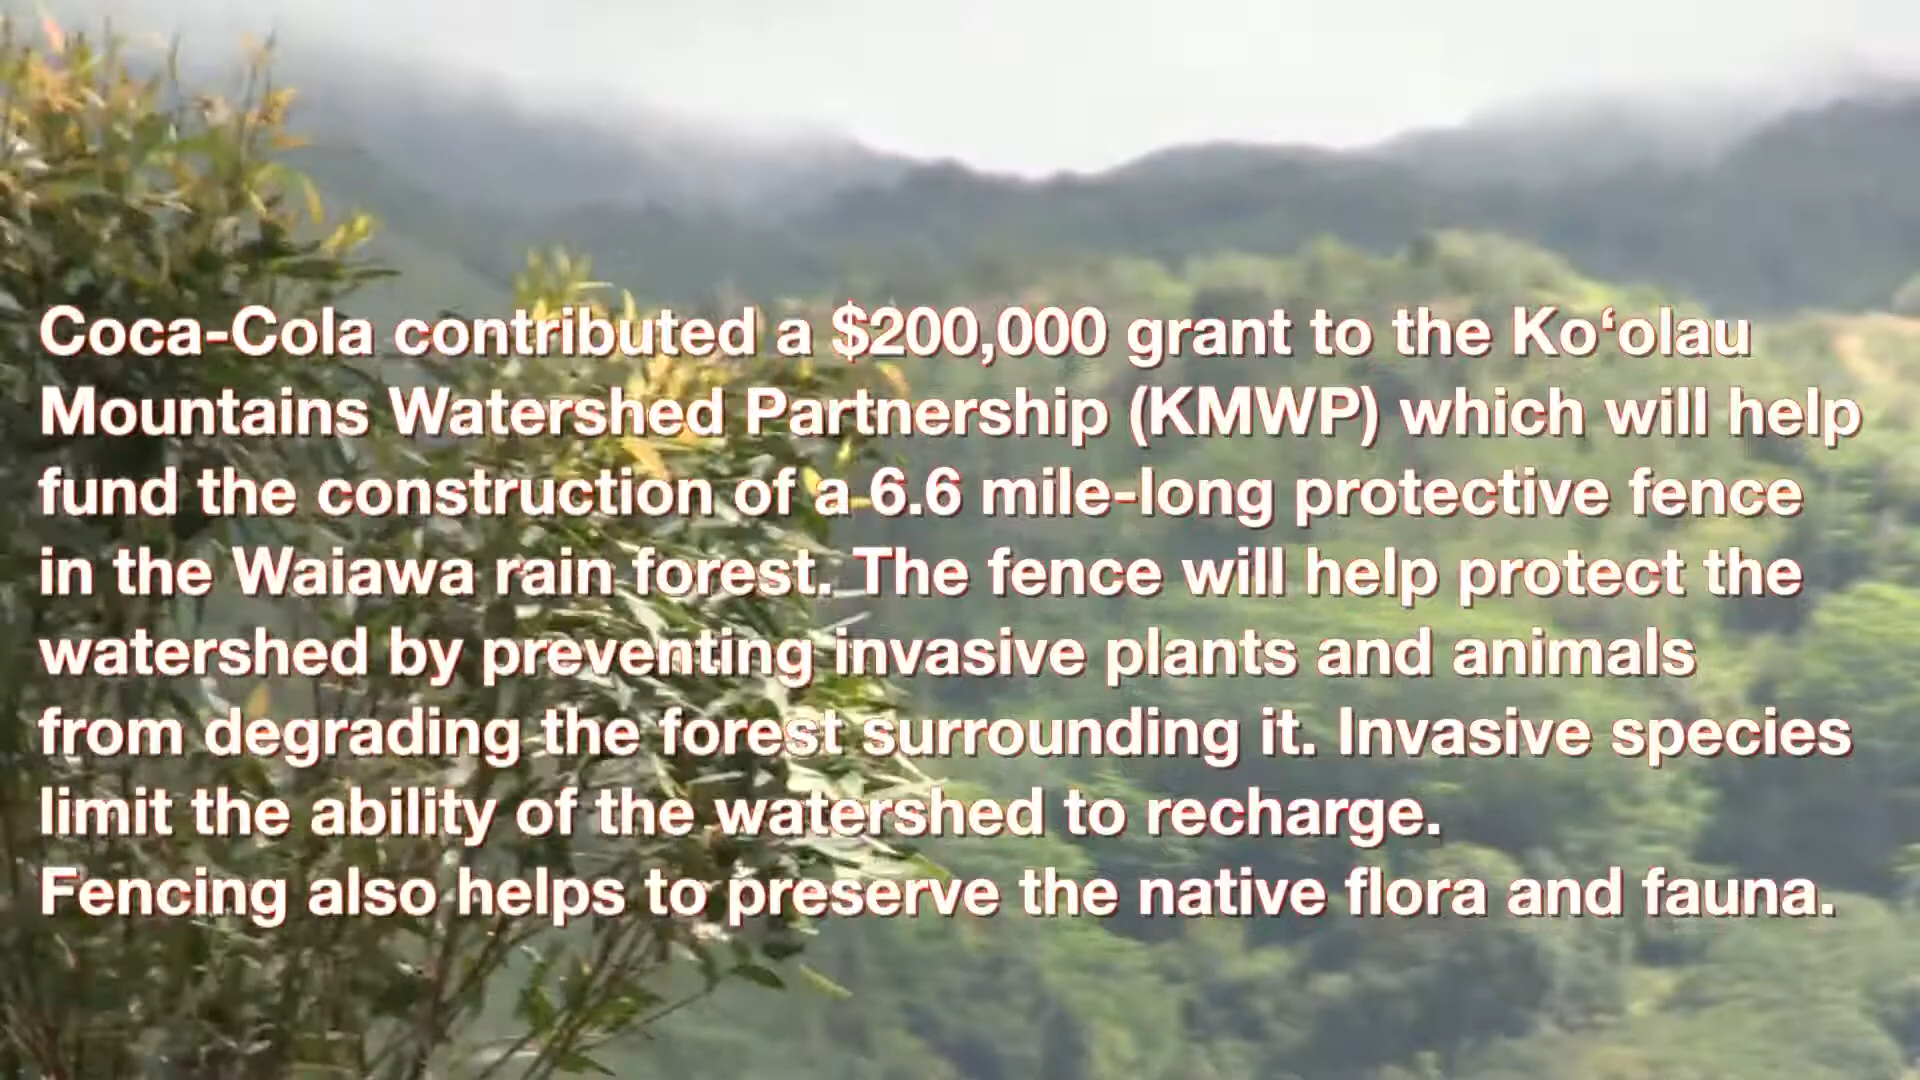 Coca-Cola contributed a $200,000 grant to the Ko‘olau
Mountains Watershed Partnership (KMWP) which will help
fund the construction of a 6.6 mile-long protective fence
in the Waiawa rain forest. The fence will help protect the
watershed by preventing invasive plants and animals
from degrading the forest surrounding it. Invasive species
limit the ability of the watershed to recharge.
Fencing also helps to preserve the native flora and fauna.